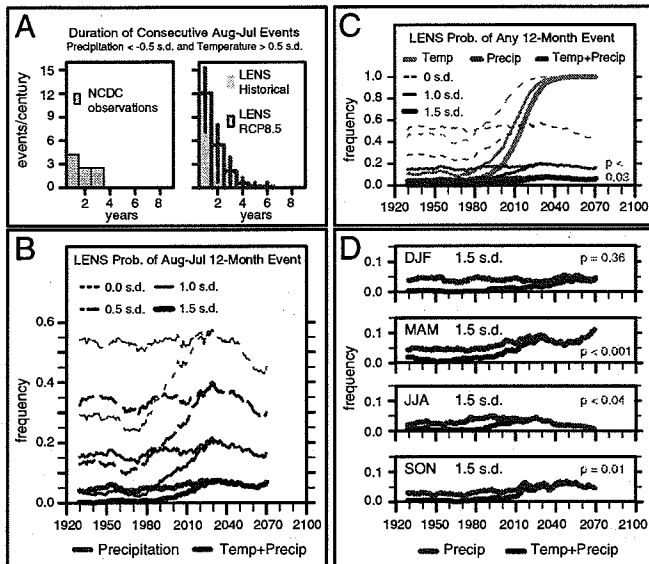 A
Duration of Consecutive Aug-Jul Events
Precipitation < -0.5 s.d. and Temperature > 0.5 s.d.
events/century
15
12
9
6
3
0
NCDC
observations
2 4 6 8
years
LENS
Historical
LENS
RCP8.5
2 4 6 8
years
B
LENS Prob. of Aug-Jul 12-Month Event
0.0 s.d.
1.0 s.d.
0.5 s.d.
1.5 s.d.
frequency
0.6
0.4
0.2
0.0
1920 1950 1980 2010 2040 2070 2100
Precipitation
Temp+Precip
C
LENS Prob. of Any 12-Month Event
Temp
Precip
Temp+Precip
0 s.d.
1.0 s.d.
1.5 s.d.
frequency
1.0
0.8
0.6
0.4
0.2
0.0
p <
0.03
1920 1950 1980 2010 2040 2070 2100
D
DJF 1.5 s.d. p = 0.36
0.1
0.0
MAM 1.5 s.d.
p < 0.001
0.1
0.0
JJA 1.5 s.d. p < 0.04
0.1
0.0
SON 1.5 s.d. p = 0.01
0.1
0.0
frequency
1920 1950 1980 2010 2040 2070 2100
Precip
Temp+Precip